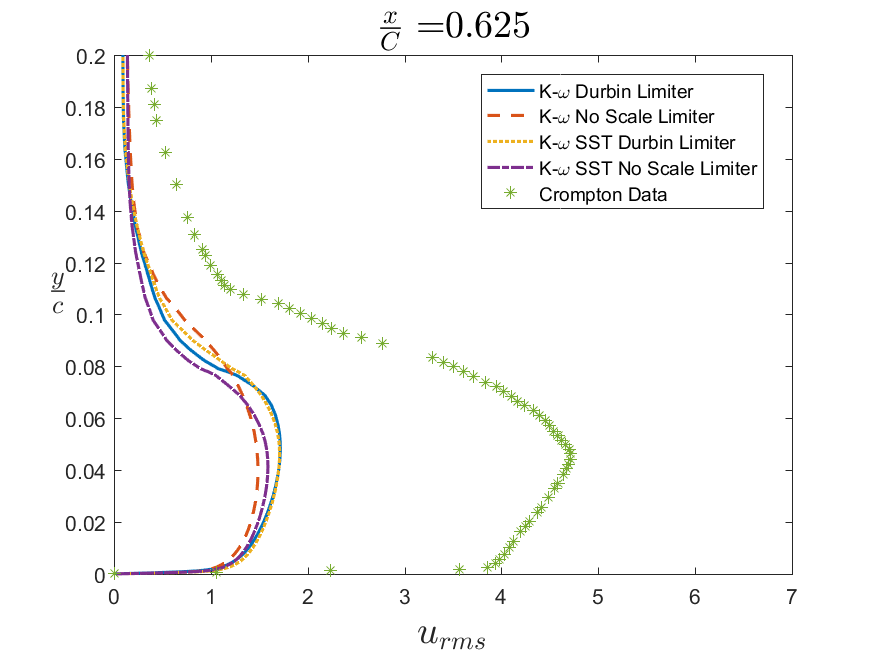 x/C =0.625
0.2
0.18
0.16
0.14
0.12
0.1
0.08
0.06
0.04
0.02
0
y/c
K-ω Durbin Limiter
K-ω No Scale Limiter
K-ω SST Durbin Limiter
K-ω SST No Scale Limiter
Crompton Data
0 1 2 3 4 5 6 7
u_rms